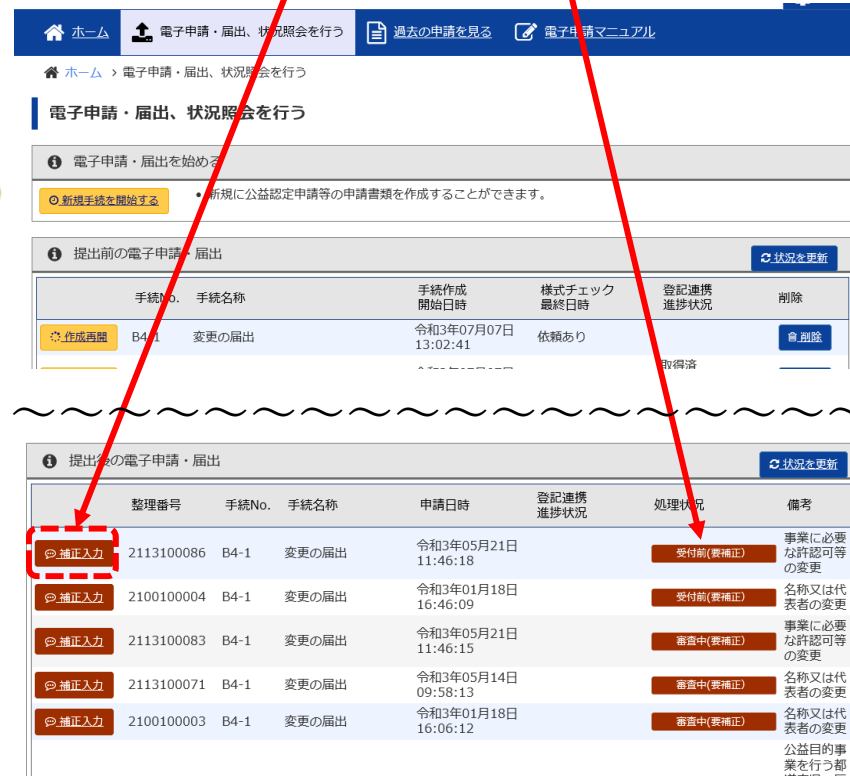 ホーム 電子申請・届出、状況照会を行う 過去の申請を見る 電子申請マニュアル
ホーム > 電子申請・届出、状況照会を行う
電子申請・届出、状況照会を行う
電子申請・届出を始める
新規手続を開始する • 新規に公益認定申請等の申請書類を作成することができます。
提出前の電子申請・届出 状況を更新
手続No. 手続名称 手続作成 様式チェック 登記連携 削除
開始日時 最終日時 進捗状況
作成再開 B4-1 変更の届出 令和3年07月07日 依頼あり 削除
13:02:41
取得済
提出後の電子申請・届出 状況を更新
整理番号 手続No. 手続名称 申請日時 登記連携 処理状況 備考
進捗状況
補正入力 2113100086 B4-1 変更の届出 令和3年05月21日 受付前(要補正) 事業に必要
11:46:18 な許認可等
の変更
補正入力 2100100004 B4-1 変更の届出 令和3年01月18日 受付前(要補正) 名称又は代
16:46:09 表者の変更
補正入力 2113100083 B4-1 変更の届出 令和3年05月21日 審査中(要補正) 事業に必要
11:46:15 な許認可等
の変更
補正入力 2113100071 B4-1 変更の届出 令和3年05月14日 審査中(要補正) 名称又は代
09:58:13 表者の変更
補正入力 2100100003 B4-1 変更の届出 令和3年01月18日 審査中(要補正) 名称又は代
16:06:12 表者の変更
公益目的事
業を行う都